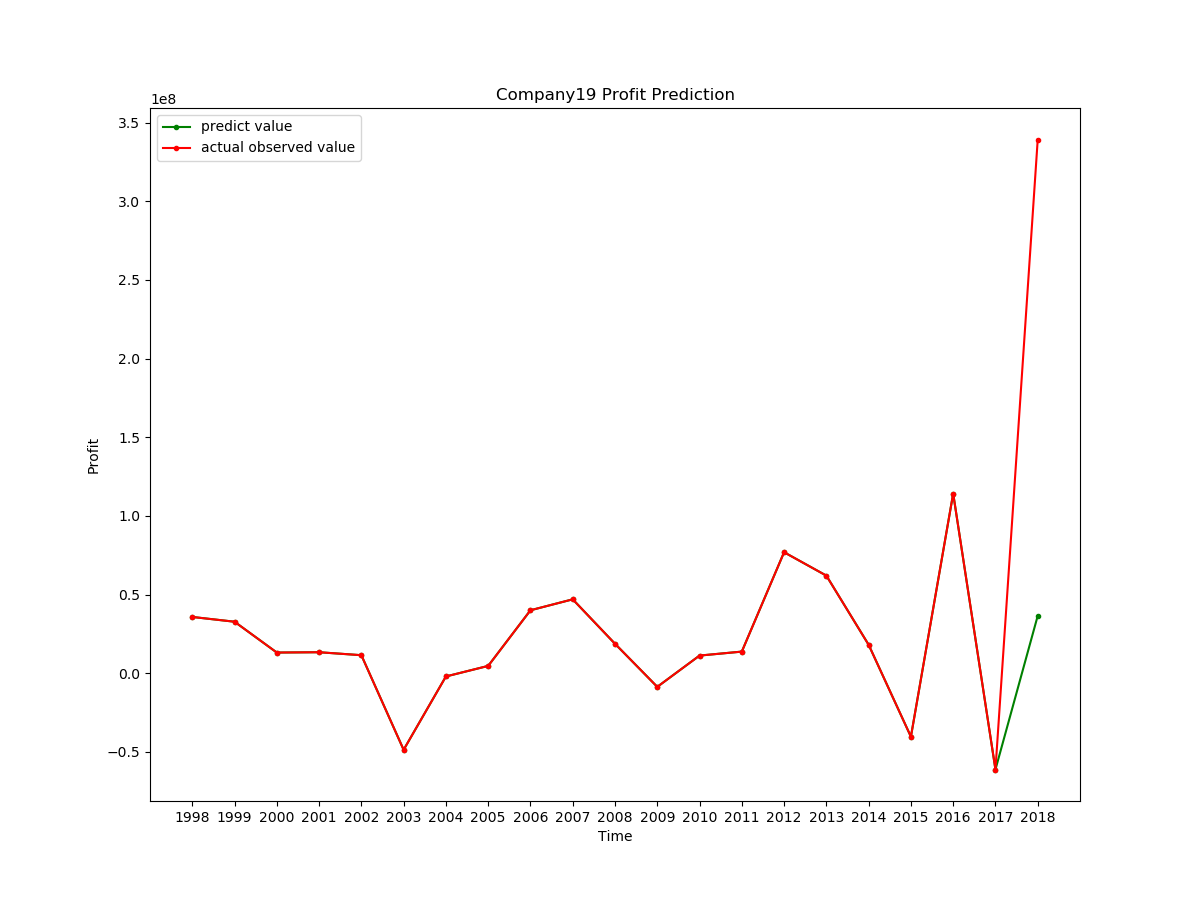 Company19 Profit Prediction
1e8
predict value
actual observed value
3.5
3.0
2.5
2.0
1.5
1.0
0.5
0.0
−0.5
Profit
1998 1999 2000 2001 2002 2003 2004 2005 2006 2007 2008 2009 2010 2011 2012 2013 2014 2015 2016 2017 2018
Time